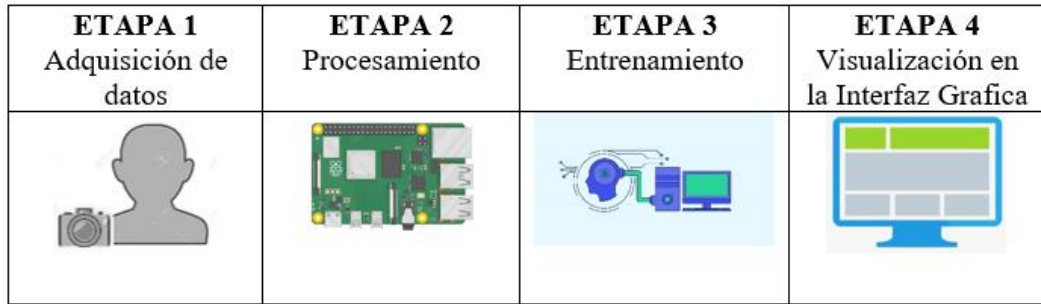 ETAPA 1
Adquisición de
datos
ETAPA 2
Procesamiento
ETAPA 3
Entrenamiento
ETAPA 4
Visualización en
la Interfaz Grafica